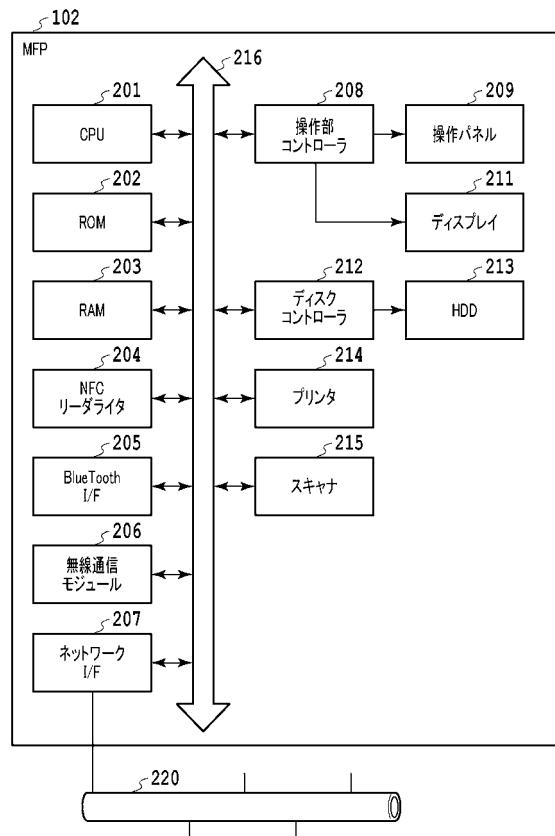 102
MFP
216
201
CPU
202
ROM
203
RAM
204
NFC
リーダライタ
205
BlueTooth
I/F
206
無線通信
モジュール
207
ネットワーク
I/F
208
操作部
コントローラ
209
操作パネル
211
ディスプレイ
212
ディスク
コントローラ
213
HDD
214
プリンタ
215
スキャナ
220